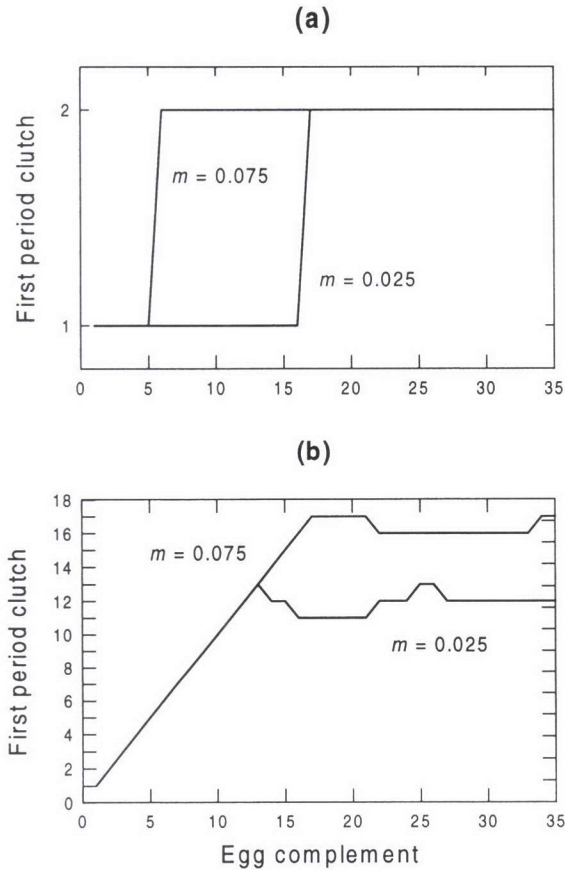 (a)
First period clutch
2
1
m = 0.075
m = 0.025
0 5 10 15 20 25 30 35
(b)
First period clutch
18
16
14
12
10
8
6
4
2
0
m = 0.075
m = 0.025
0 5 10 15 20 25 30 35
Egg complement